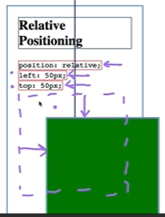 Relative
Positioning
position: relative;
left: 50px;
top: 50px;